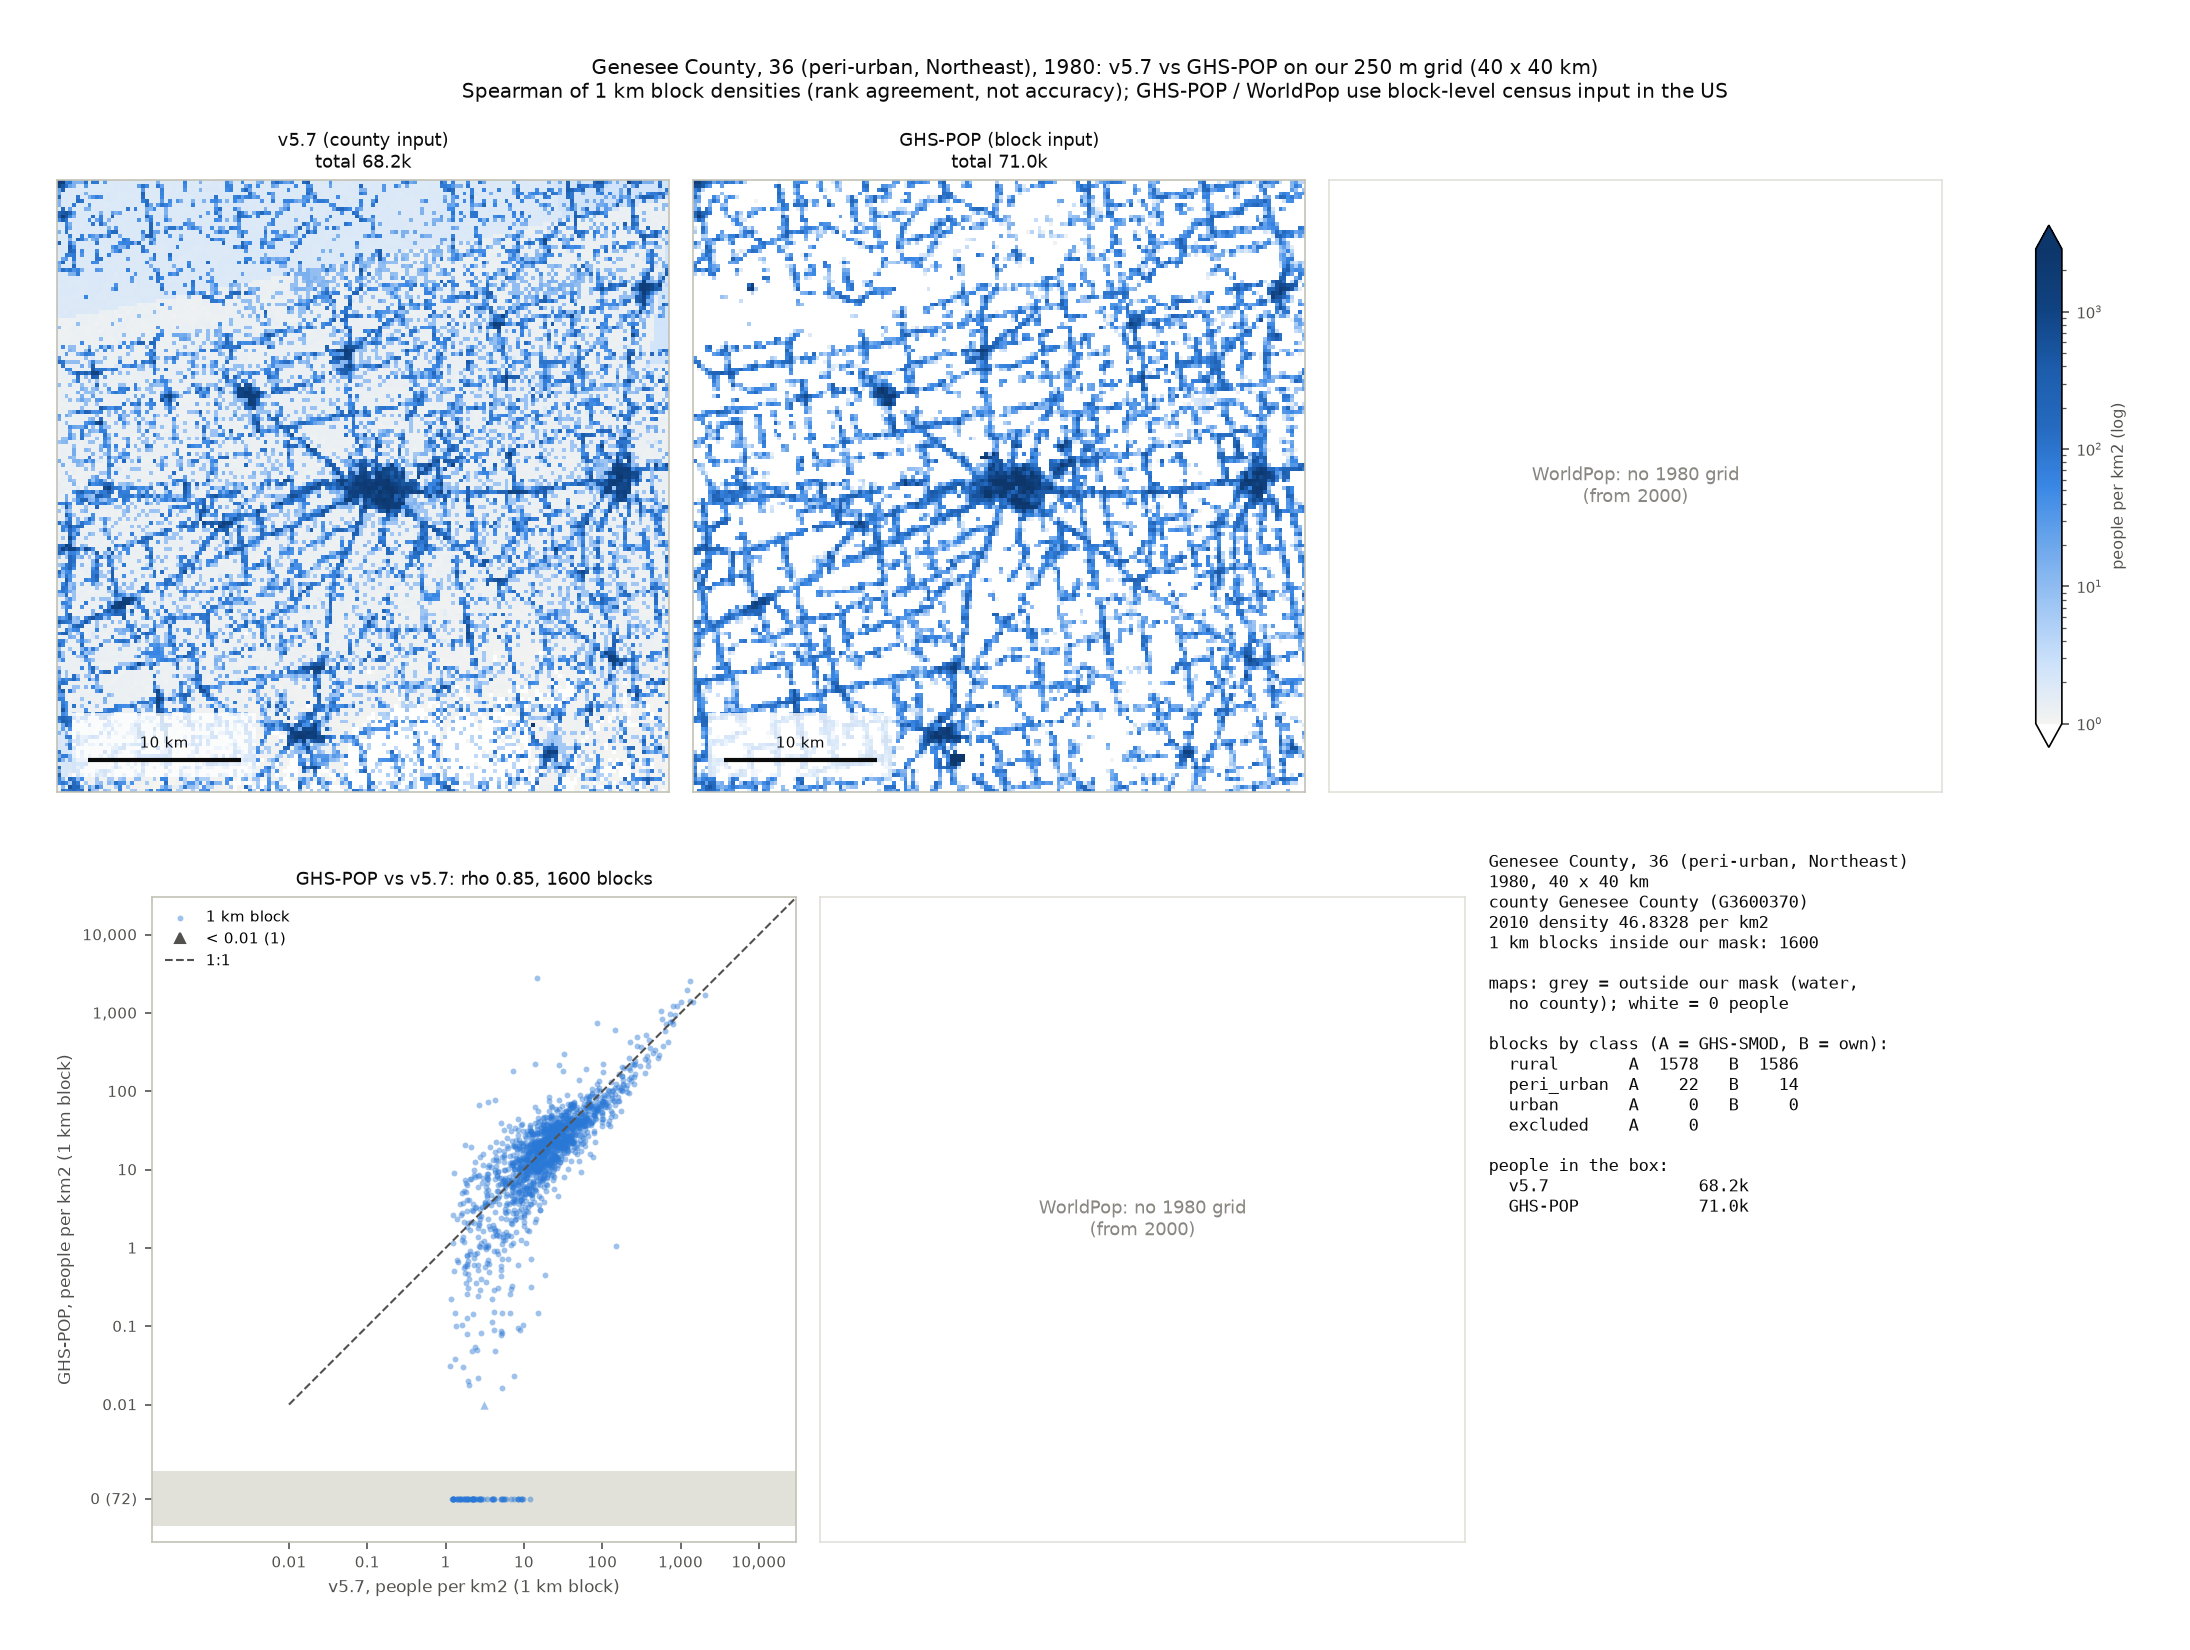 Genesee County, 36 (peri-urban, Northeast), 1980: v5.7 vs GHS-POP on our 250 m grid (40 x 40 km)
Spearman of 1 km block densities (rank agreement, not accuracy); GHS-POP / WorldPop use block-level census input in the US
v5.7 (county input)
total 68.2k
GHS-POP (block input)
total 71.0k
10 km
10 km
WorldPop: no 1980 grid
(from 2000)
10³
10²
10¹
10⁰
people per km2 (log)
GHS-POP vs v5.7: rho 0.85, 1600 blocks
1 km block
< 0.01 (1)
1:1
10,000
1,000
100
10
1
0.1
0.01
0 (72)
GHS-POP, people per km2 (1 km block)
0.01 0.1 1 10 100 1,000 10,000
v5.7, people per km2 (1 km block)
WorldPop: no 1980 grid
(from 2000)
Genesee County, 36 (peri-urban, Northeast)
1980, 40 x 40 km
county Genesee County (G3600370)
2010 density 46.8328 per km2
1 km blocks inside our mask: 1600
maps: grey = outside our mask (water,
no county); white = 0 people
blocks by class (A = GHS-SMOD, B = own):
rural A 1578 B 1586
peri_urban A 22 B 14
urban A 0 B 0
excluded A 0
people in the box:
v5.7 68.2k
GHS-POP 71.0k